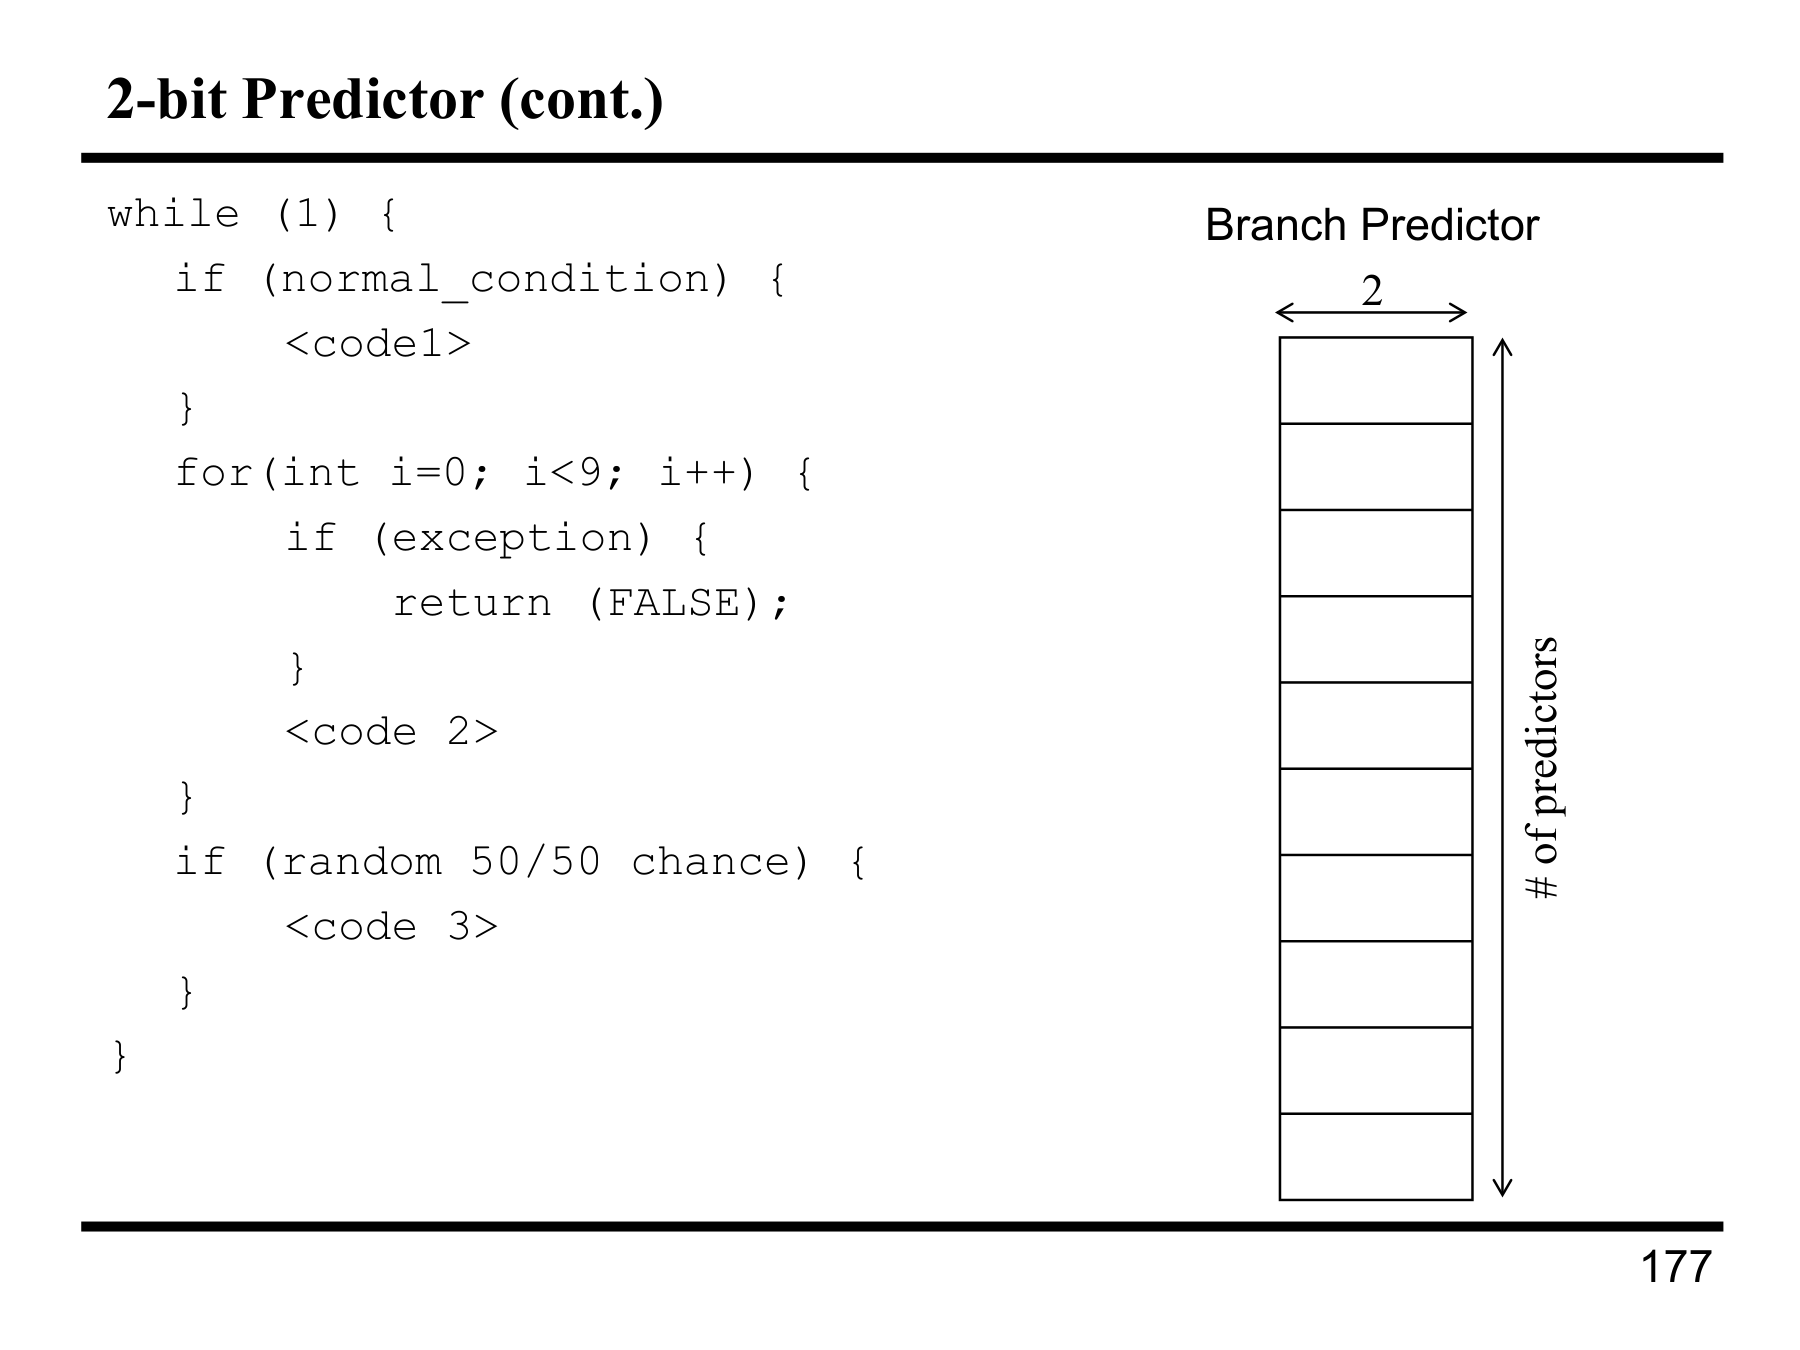 2-bit Predictor (cont.)
while (1) {
if (normal_condition) {
<code1>
}
for(int i=0; i<9; i++) {
if (exception) {
return (FALSE);
}
<code 2>
}
if (random 50/50 chance) {
<code 3>
}
}
Branch Predictor
2
# of predictors
177